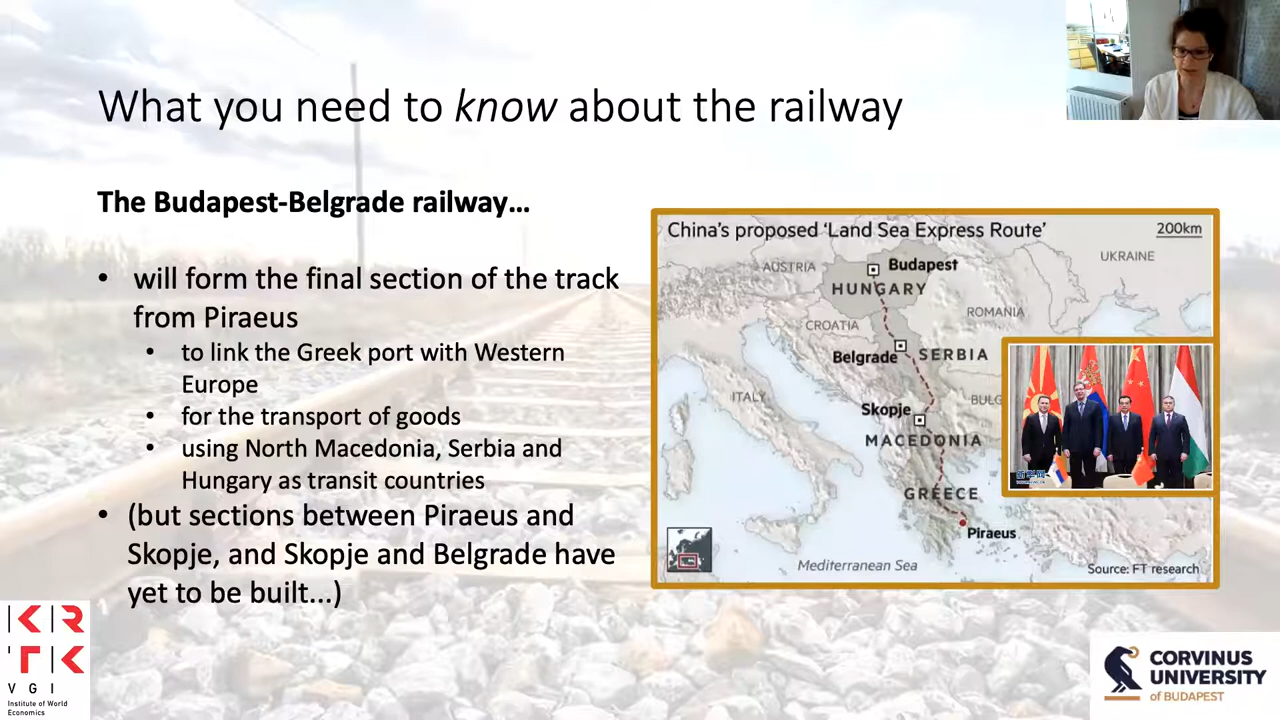 What you need to know about the railway
The Budapest-Belgrade railway...
• will form the final section of the track
from Piraeus
• to link the Greek port with Western
Europe
• for the transport of goods
• using North Macedonia, Serbia and
Hungary as transit countries
• (but sections between Piraeus and
Skopje, and Skopje and Belgrade have
yet to be built...)
China's proposed 'Land Sea Express Route'
200km
AUSTRIA
Budapest
UKRAINE
HUNGARY
ROMANIA
CROATIA
Belgrade
SERBIA
ITALY
BULG
Skopje
MACEDONIA
GREECE
Piraeus
Mediterranean Sea
Source: FT research
KR
TK
VGI
Institute of World
Economics
CORVINUS
UNIVERSITY
of BUDAPEST